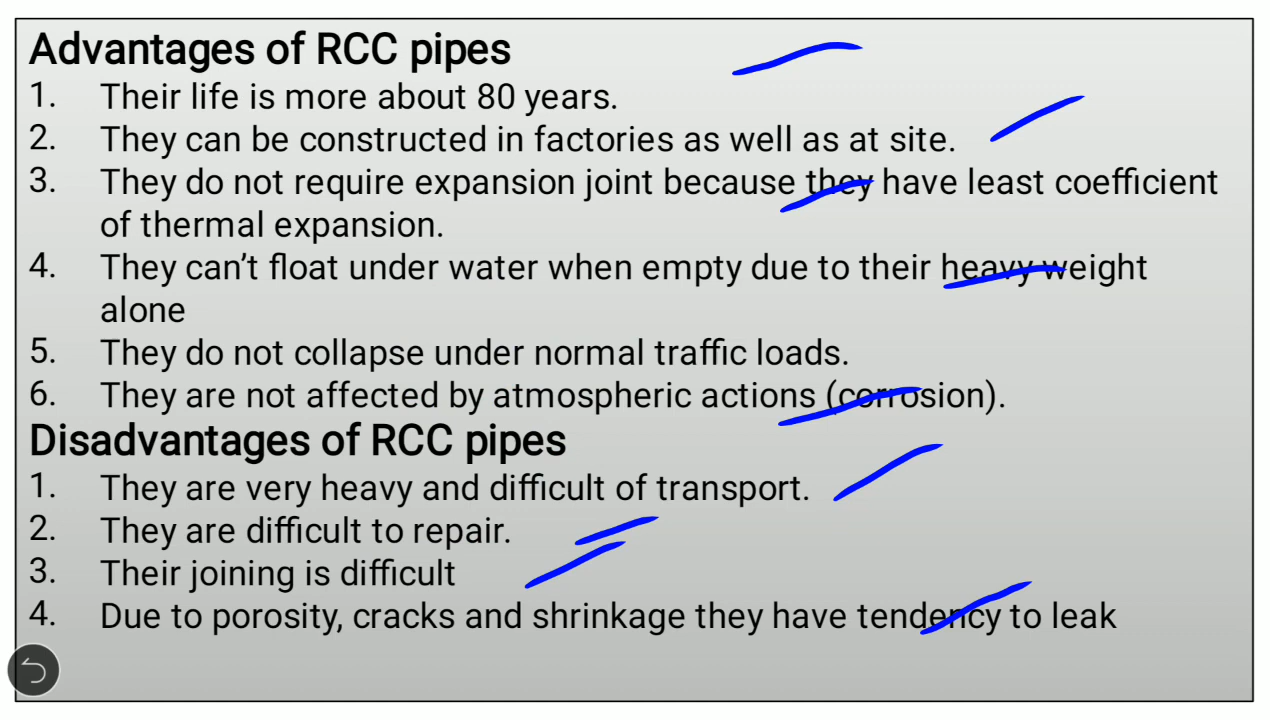 Advantages of RCC pipes
1. Their life is more about 80 years.
2. They can be constructed in factories as well as at site.
3. They do not require expansion joint because they have least coefficient
of thermal expansion.
4. They can’t float under water when empty due to their heavy weight
alone
5. They do not collapse under normal traffic loads.
6. They are not affected by atmospheric actions (corrosion).
Disadvantages of RCC pipes
1. They are very heavy and difficult of transport.
2. They are difficult to repair.
3. Their joining is difficult
4. Due to porosity, cracks and shrinkage they have tendency to leak